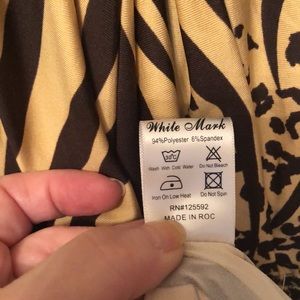 White Mark
94%Polyester 6%Spandex
30°C
Wash With Cold Water Do Not Bleach
Iron On Low Heat Do Not Spin
RN#125592
MADE IN ROC